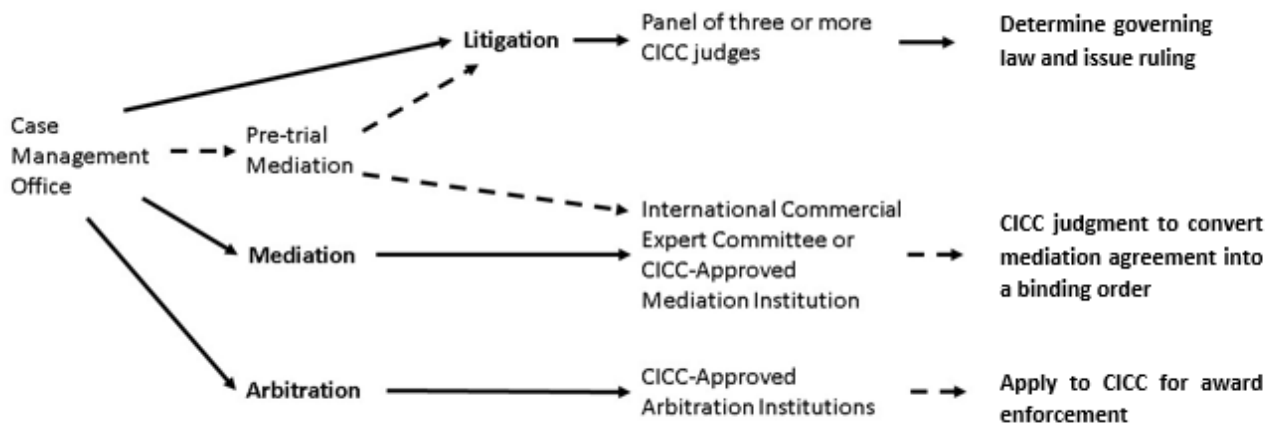 Litigation
Panel of three or more
CICC judges
Determine governing
law and issue ruling
Case
Management
Office
Pre-trial
Mediation
Mediation
International Commercial
Expert Committee or
CICC-Approved
Mediation Institution
CICC judgment to convert
mediation agreement into
a binding order
Arbitration
CICC-Approved
Arbitration Institutions
Apply to CICC for award
enforcement